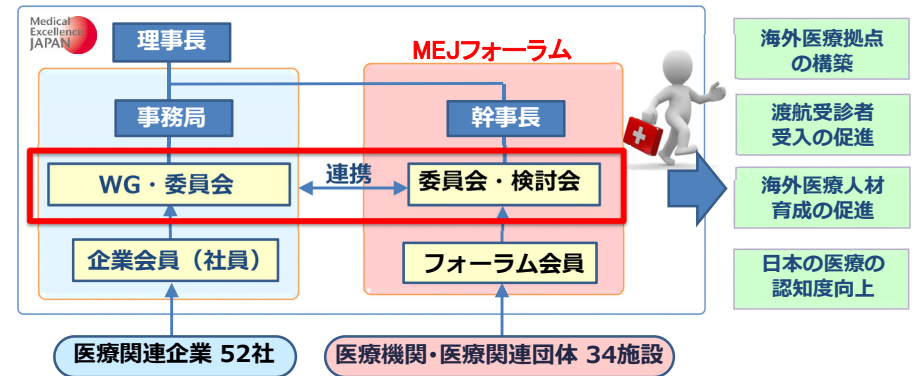 Medical
Excellence
JAPAN
理事長
MEJフォーラム
事務局
幹事長
WG・委員会
連携
委員会・検討会
企業会員（社員）
フォーラム会員
医療関連企業 52社
医療機関・医療関連団体 34施設
海外医療拠点
の構築
渡航受診者
受入の促進
海外医療人材
育成の促進
日本の医療の
認知度向上